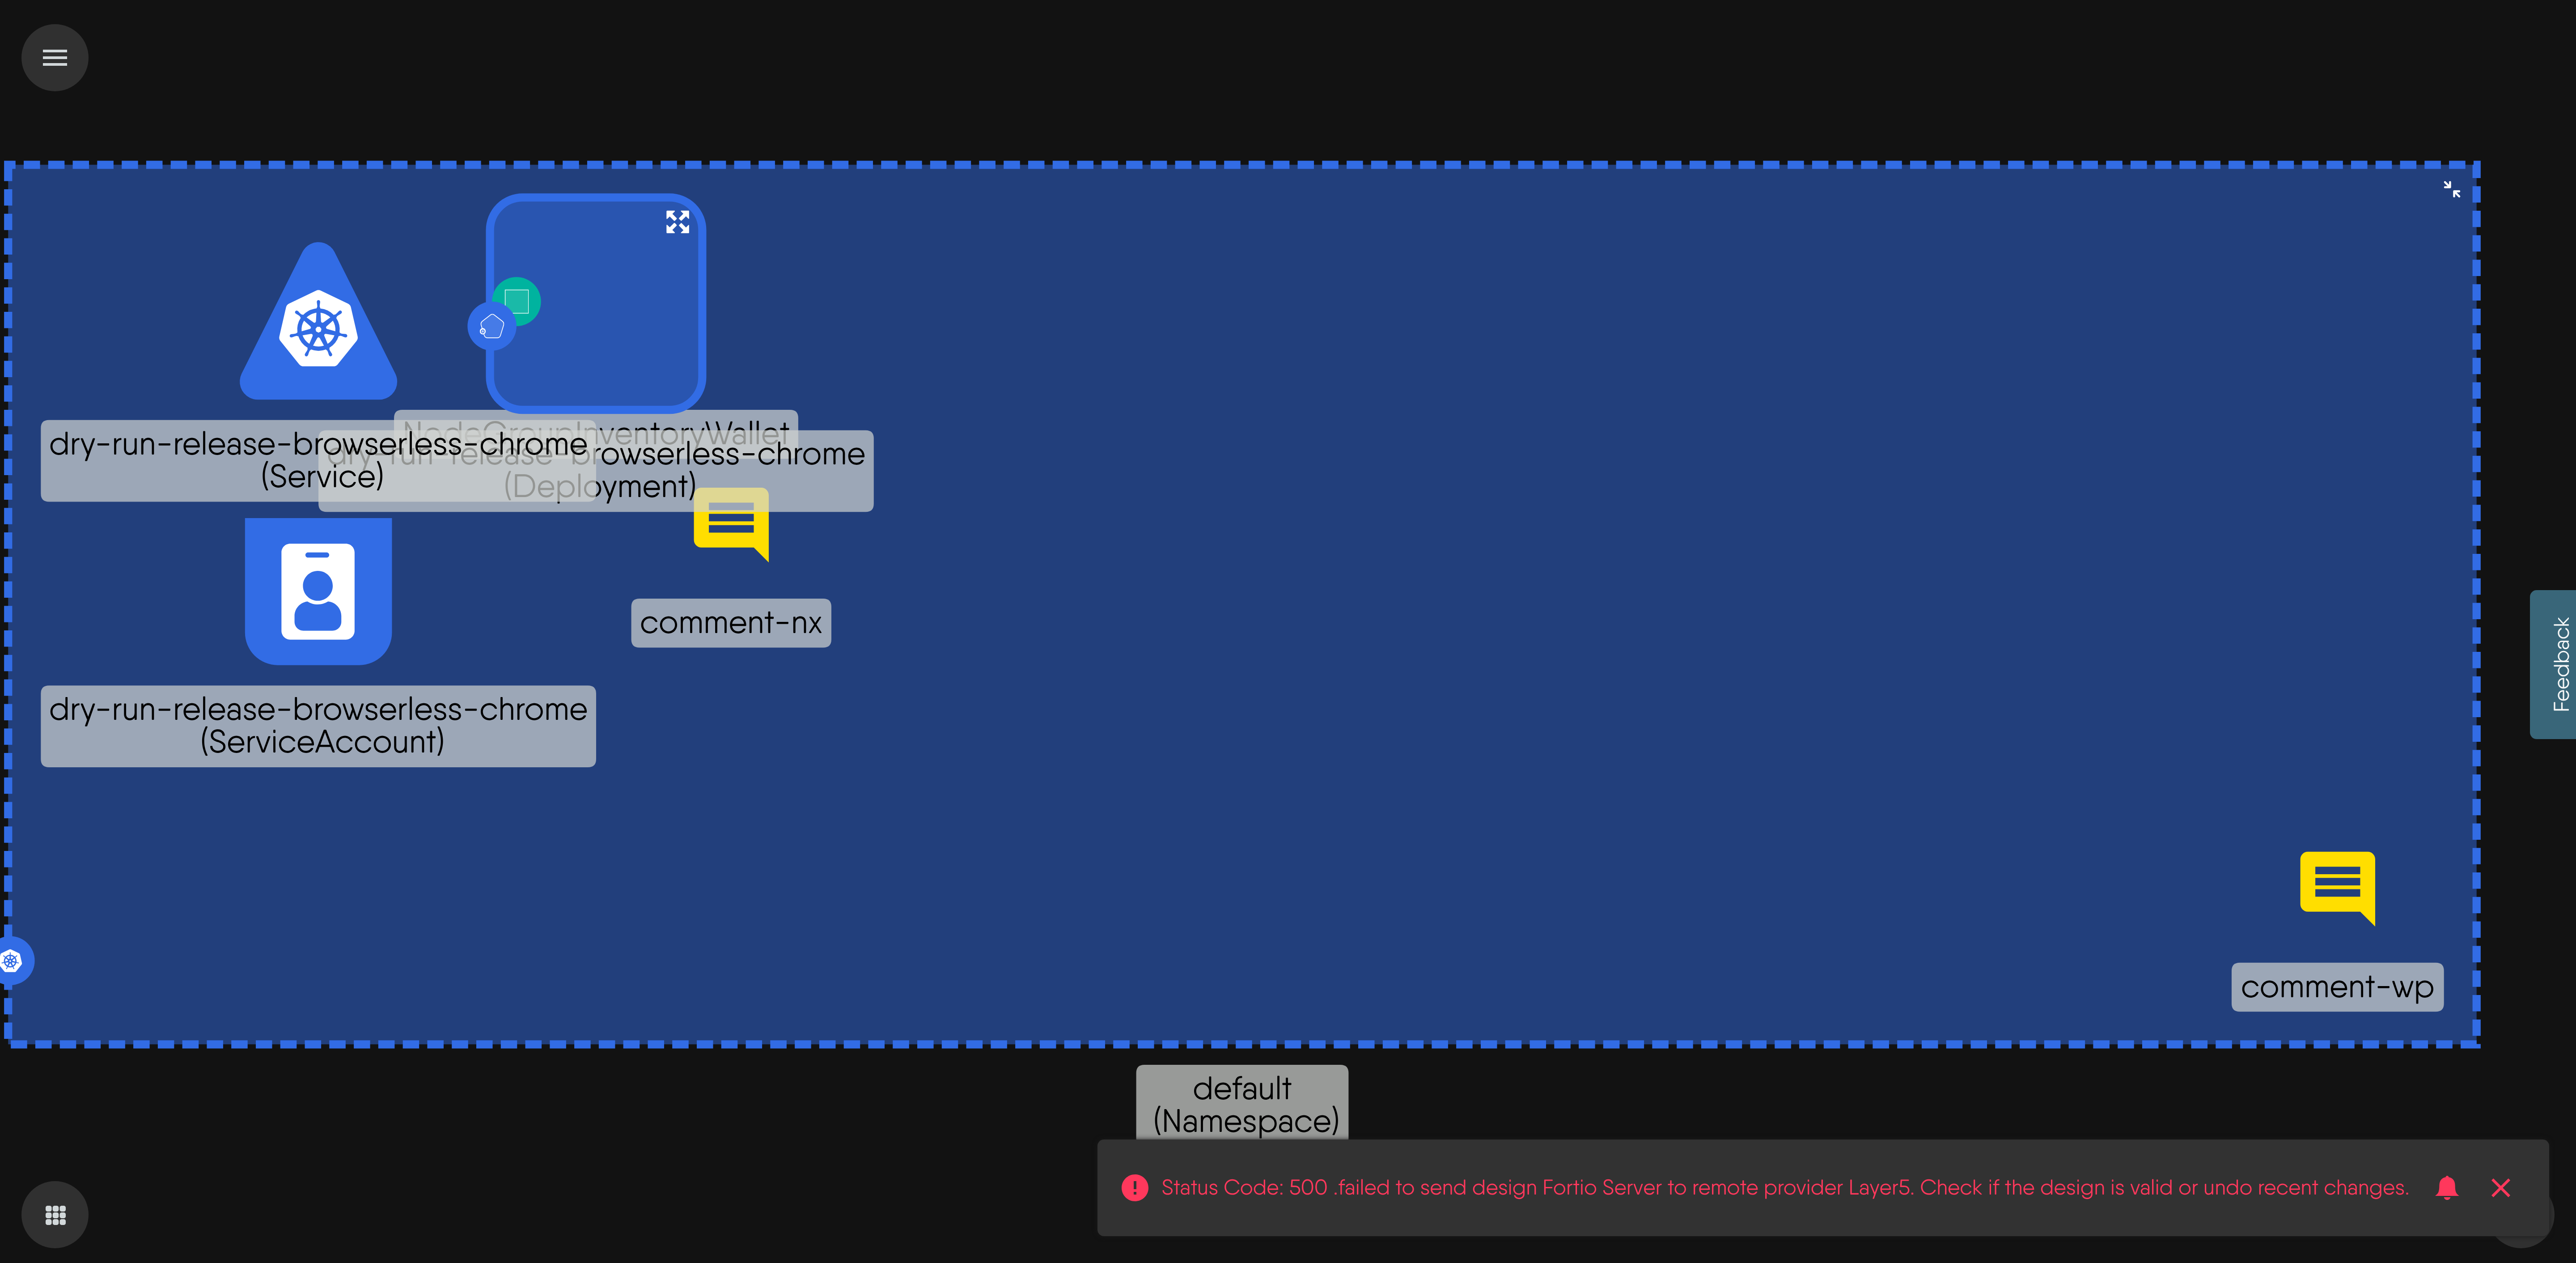 NodeGroupInventoryWallet
dry-run-release-browserless-chrome
(Service)
dry-run-release-browserless-chrome
(Deployment)
comment-nx
dry-run-release-browserless-chrome
(ServiceAccount)
Feedback
comment-wp
default
(Namespace)
Status Code: 500 .failed to send design Fortio Server to remote provider Layer5. Check if the design is valid or undo recent changes.